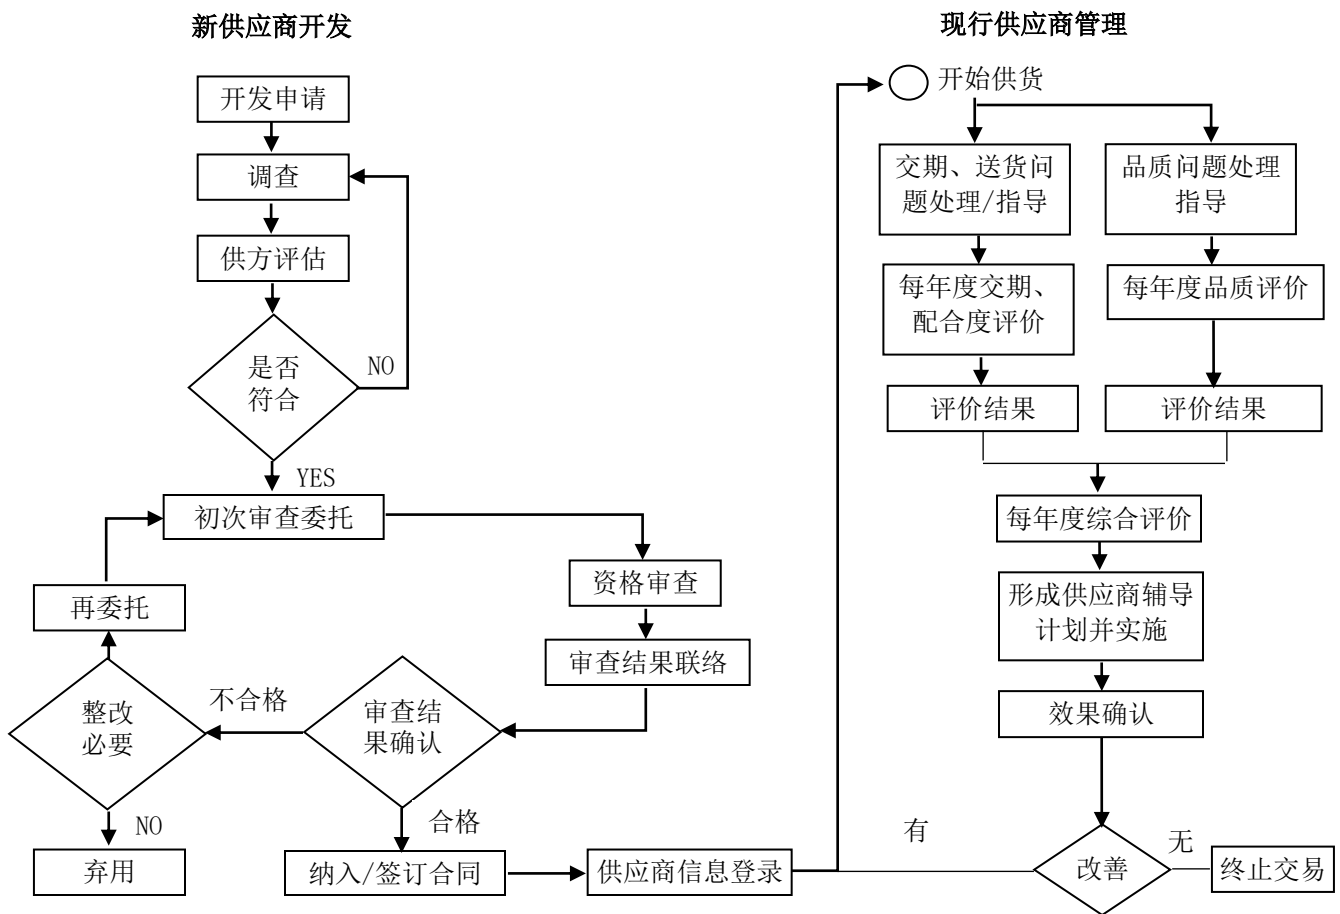 新供应商开发
开发申请
调查
供方评估
是否
符合
NO
YES
初次审查委托
资格审查
审查结果联络
审查结
果确认
不合格
整改
必要
再委托
NO
弃用
合格
纳入/签订合同
供应商信息登录
现行供应商管理
开始供货
交期、送货问
题处理/指导
品质问题处理
指导
每年度交期、
配合度评价
每年度品质评价
评价结果
评价结果
每年度综合评价
形成供应商辅导
计划并实施
效果确认
改善
有
无
终止交易